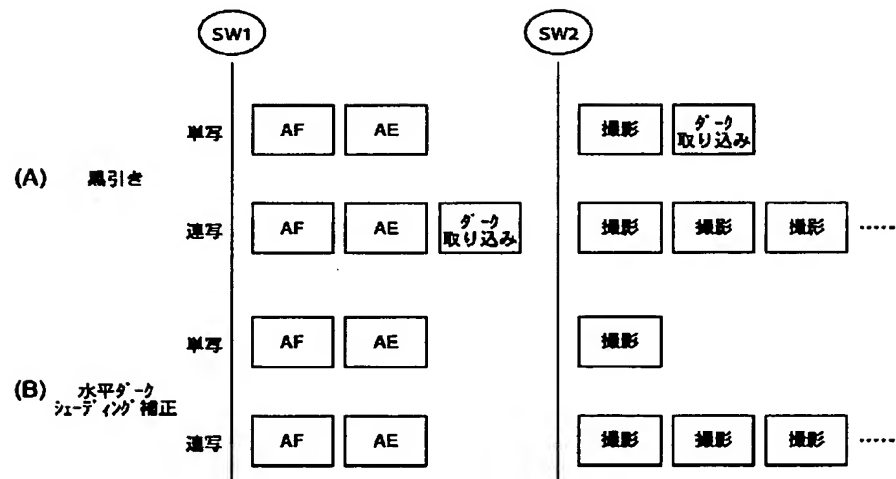 SW1 SW2
単写 AF AE 撮影 ダーク
取り込み
(A) 黒引き
連写 AF AE ダーク
取り込み 撮影 撮影 撮影 ·····
単写 AF AE 撮影
(B) 水平ダーク
シェーディング補正
連写 AF AE 撮影 撮影 撮影 ·····